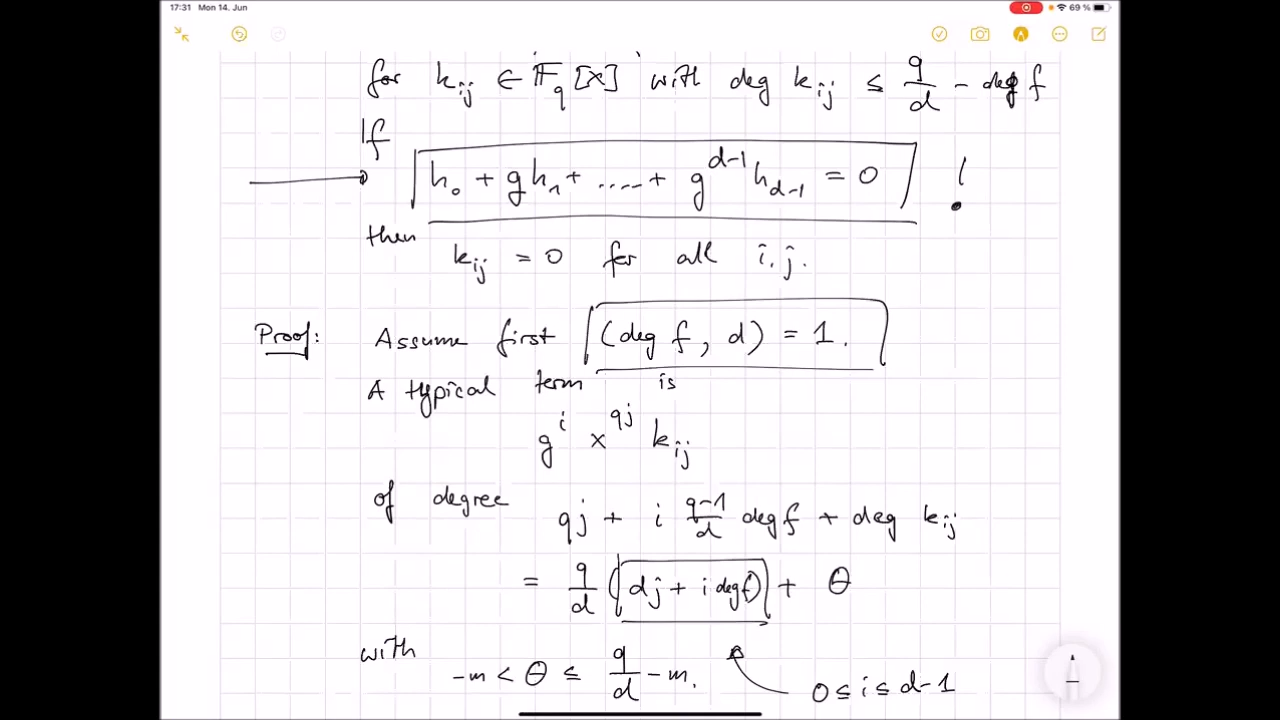 17:31 Mon 14. Jun 69 %
for k_ij ∈ F_q [x] with deg k_ij ≤ q/d - deg f
If
h_0 + g h_1 + ..... + g^{d-1} h_{d-1} = 0 !
then
k_ij = 0 for all i, j.
Proof: Assume first (deg f, d) = 1.
A typical term is
g^i x^{qj} k_ij
of degree qj + i (q-1)/d deg f + deg k_ij
= q/d (dj + i deg f) + θ
with
-m < θ ≤ q/d - m. 0 ≤ i ≤ d-1